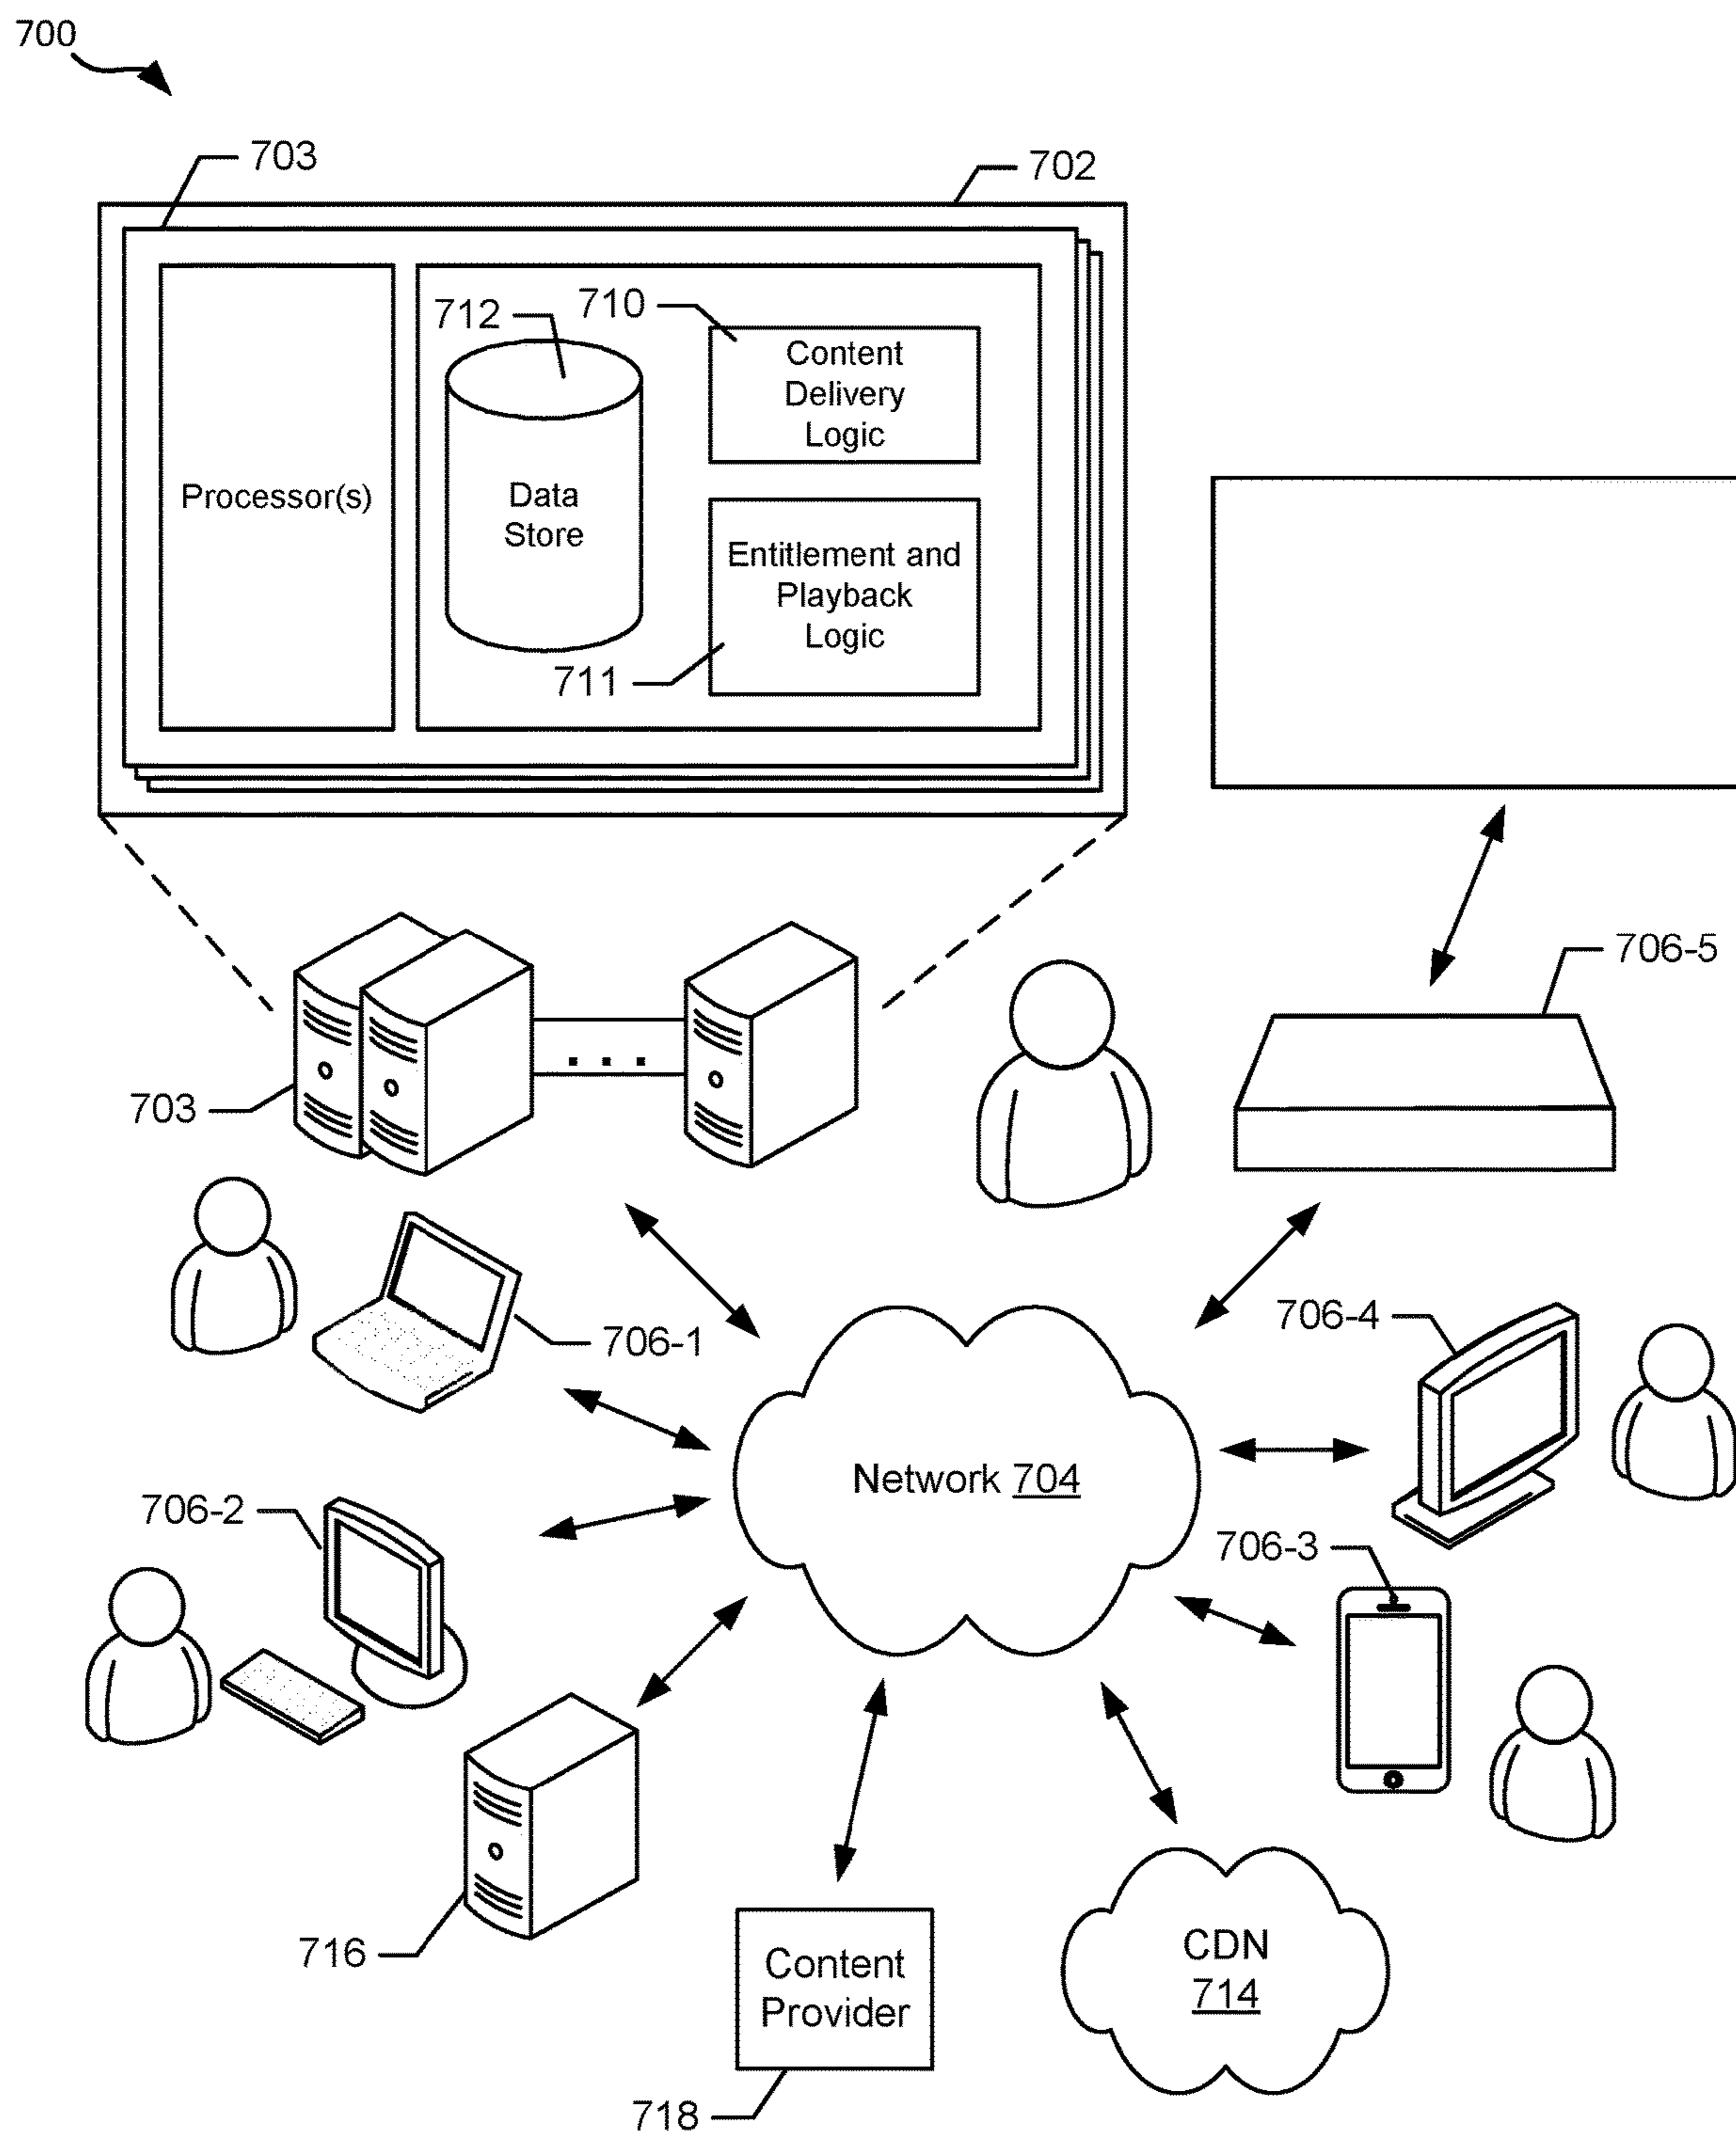 700
703
702
712
710
Content
Delivery
Logic
Processor(s)
Data
Store
Entitlement and
Playback
Logic
711
706-5
703
706-1
706-4
Network 704
706-2
706-3
716
Content
Provider
CDN
714
718